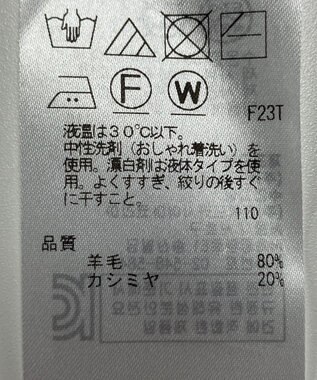 F W
F23T
液温は30℃以下。
中性洗剤（おしゃれ着洗い）を
使用。漂白剤は液体タイプを使
用。よくすすぎ、絞りの後すぐ
に干すこと。
110
品質
羊毛 80%
カシミヤ 20%